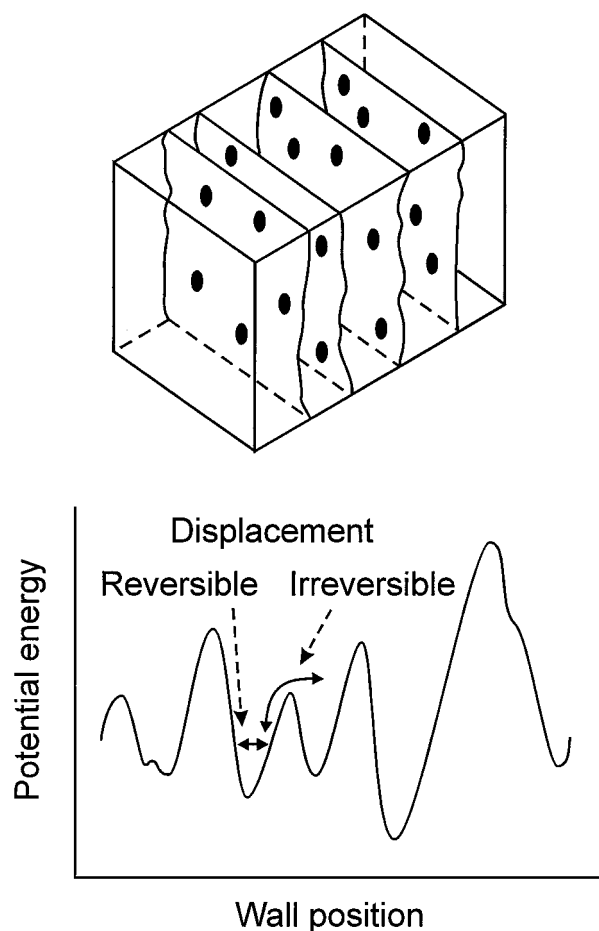 Displacement
Reversible Irreversible
Potential energy
Wall position